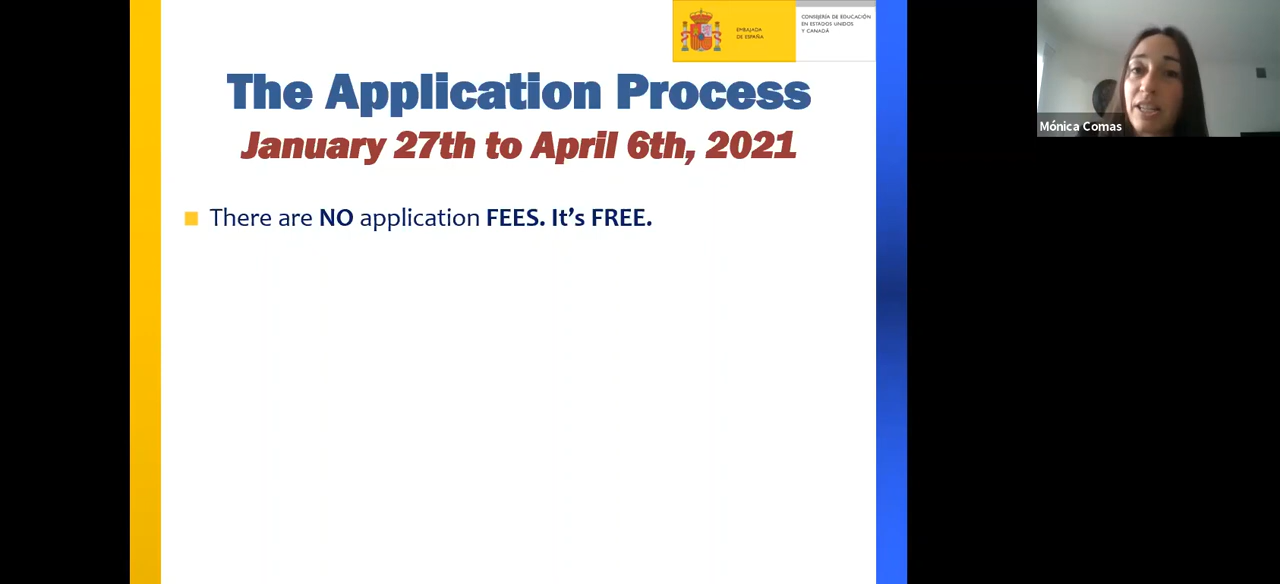 EMBAJADA
DE ESPAÑA
CONSEJERÍA DE EDUCACIÓN
EN ESTADOS UNIDOS
Y CANADÁ
The Application Process
January 27th to April 6th, 2021
There are NO application FEES. It’s FREE.
Mónica Comas